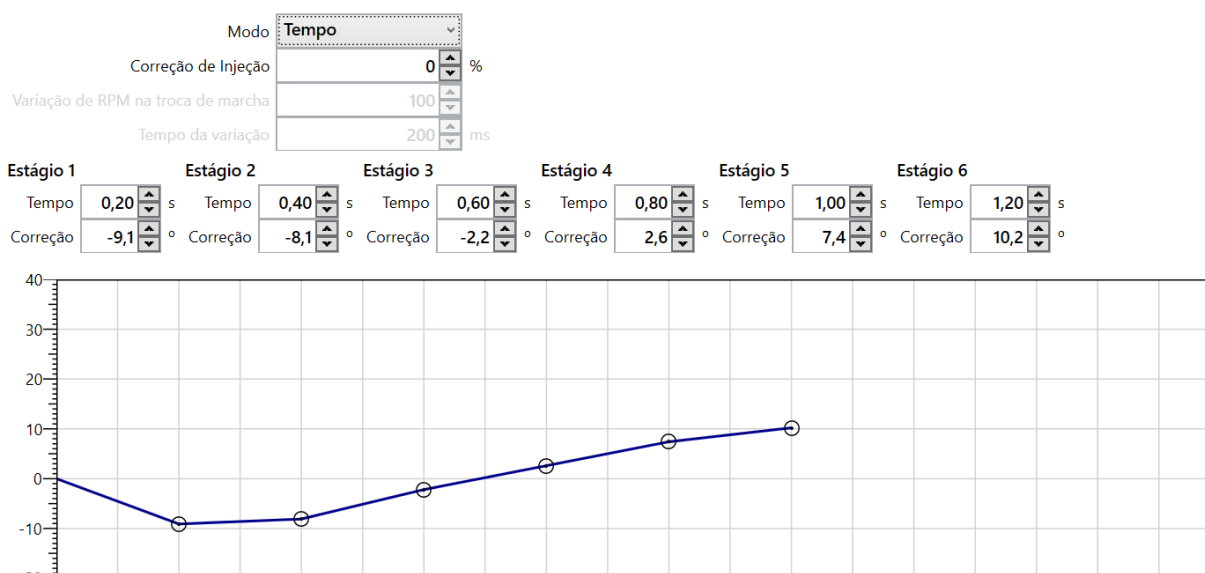 Modo Tempo
Correção de Injeção 0 %
Variação de RPM na troca de marcha 100
Tempo da variação 200 ms
Estágio 1 Estágio 2 Estágio 3 Estágio 4 Estágio 5 Estágio 6
Tempo 0,20 s Tempo 0,40 s Tempo 0,60 s Tempo 0,80 s Tempo 1,00 s Tempo 1,20 s
Correção -9,1 º Correção -8,1 º Correção -2,2 º Correção 2,6 º Correção 7,4 º Correção 10,2 º
40
30
20
10
0
-10